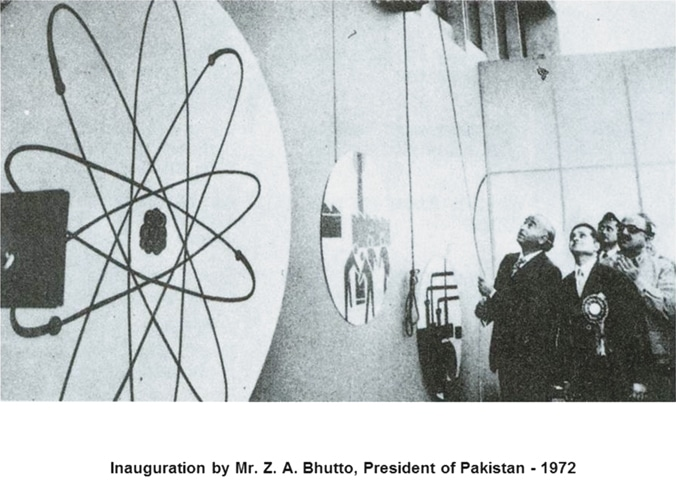 Inauguration by Mr. Z. A. Bhutto, President of Pakistan - 1972